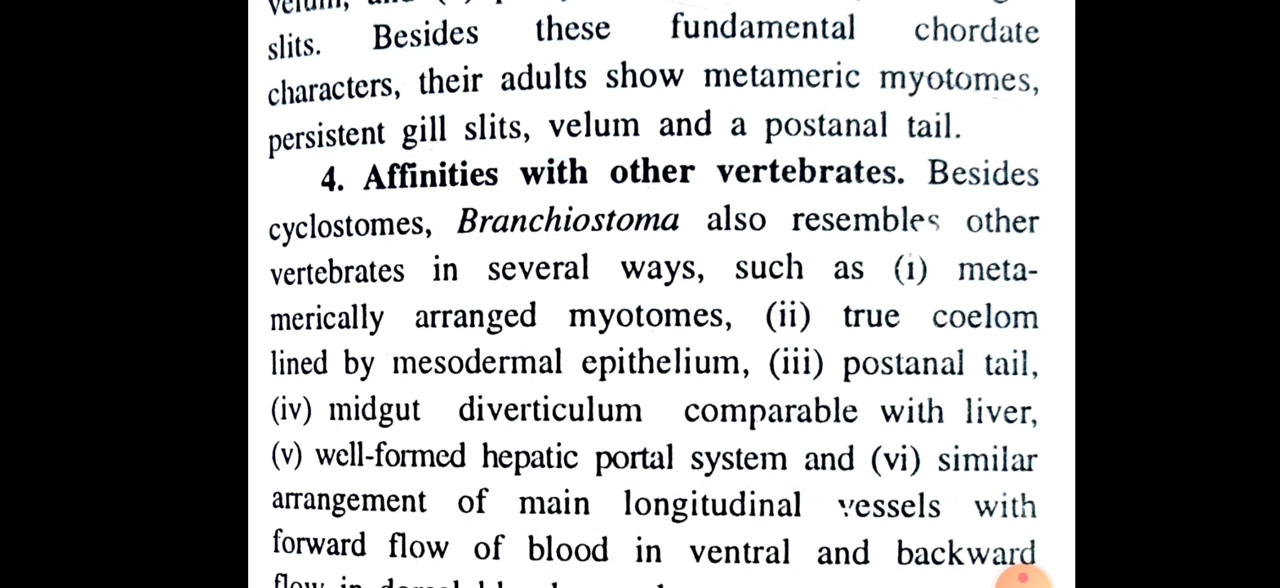 slits. Besides these fundamental chordate
characters, their adults show metameric myotomes,
persistent gill slits, velum and a postanal tail.
4. Affinities with other vertebrates. Besides
cyclostomes, Branchiostoma also resembles other
vertebrates in several ways, such as (i) meta-
merically arranged myotomes, (ii) true coelom
lined by mesodermal epithelium, (iii) postanal tail,
(iv) midgut diverticulum comparable with liver,
(v) well-formed hepatic portal system and (vi) similar
arrangement of main longitudinal vessels with
forward flow of blood in ventral and backward
flow in